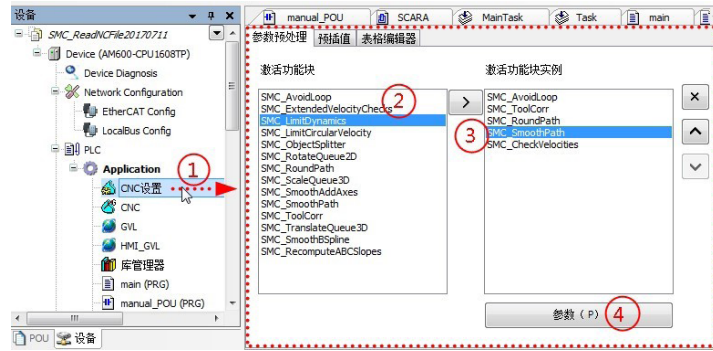 设备
SMC_ReadNCFile20170711
Device (AM600-CPU1608TP)
Device Diagnosis
Network Configuration
EtherCAT Config
LocalBus Config
PLC
Application
CNC设置
CNC
GVL
HMI_GVL
库管理器
main (PRG)
manual_POU (PRG)
POU
设备
1
manual_POU
SCARA
MainTask
Task
main
参数预处理
预插值
表格编辑器
激活功能块
SMC_AvoidLoop
SMC_ExtendedVelocityChecks
SMC_LimitDynamics
SMC_LimitCircularVelocity
SMC_ObjectSplitter
SMC_RotateQueue2D
SMC_RoundPath
SMC_ScaleQueue3D
SMC_SmoothAddAxes
SMC_SmoothPath
SMC_ToolCorr
SMC_TranslateQueue3D
SMC_SmoothBSpline
SMC_RecomputeABCSlopes
2
3
激活功能块实例
SMC_AvoidLoop
SMC_ToolCorr
SMC_RoundPath
SMC_SmoothPath
SMC_CheckVelocities
参数（P）
4